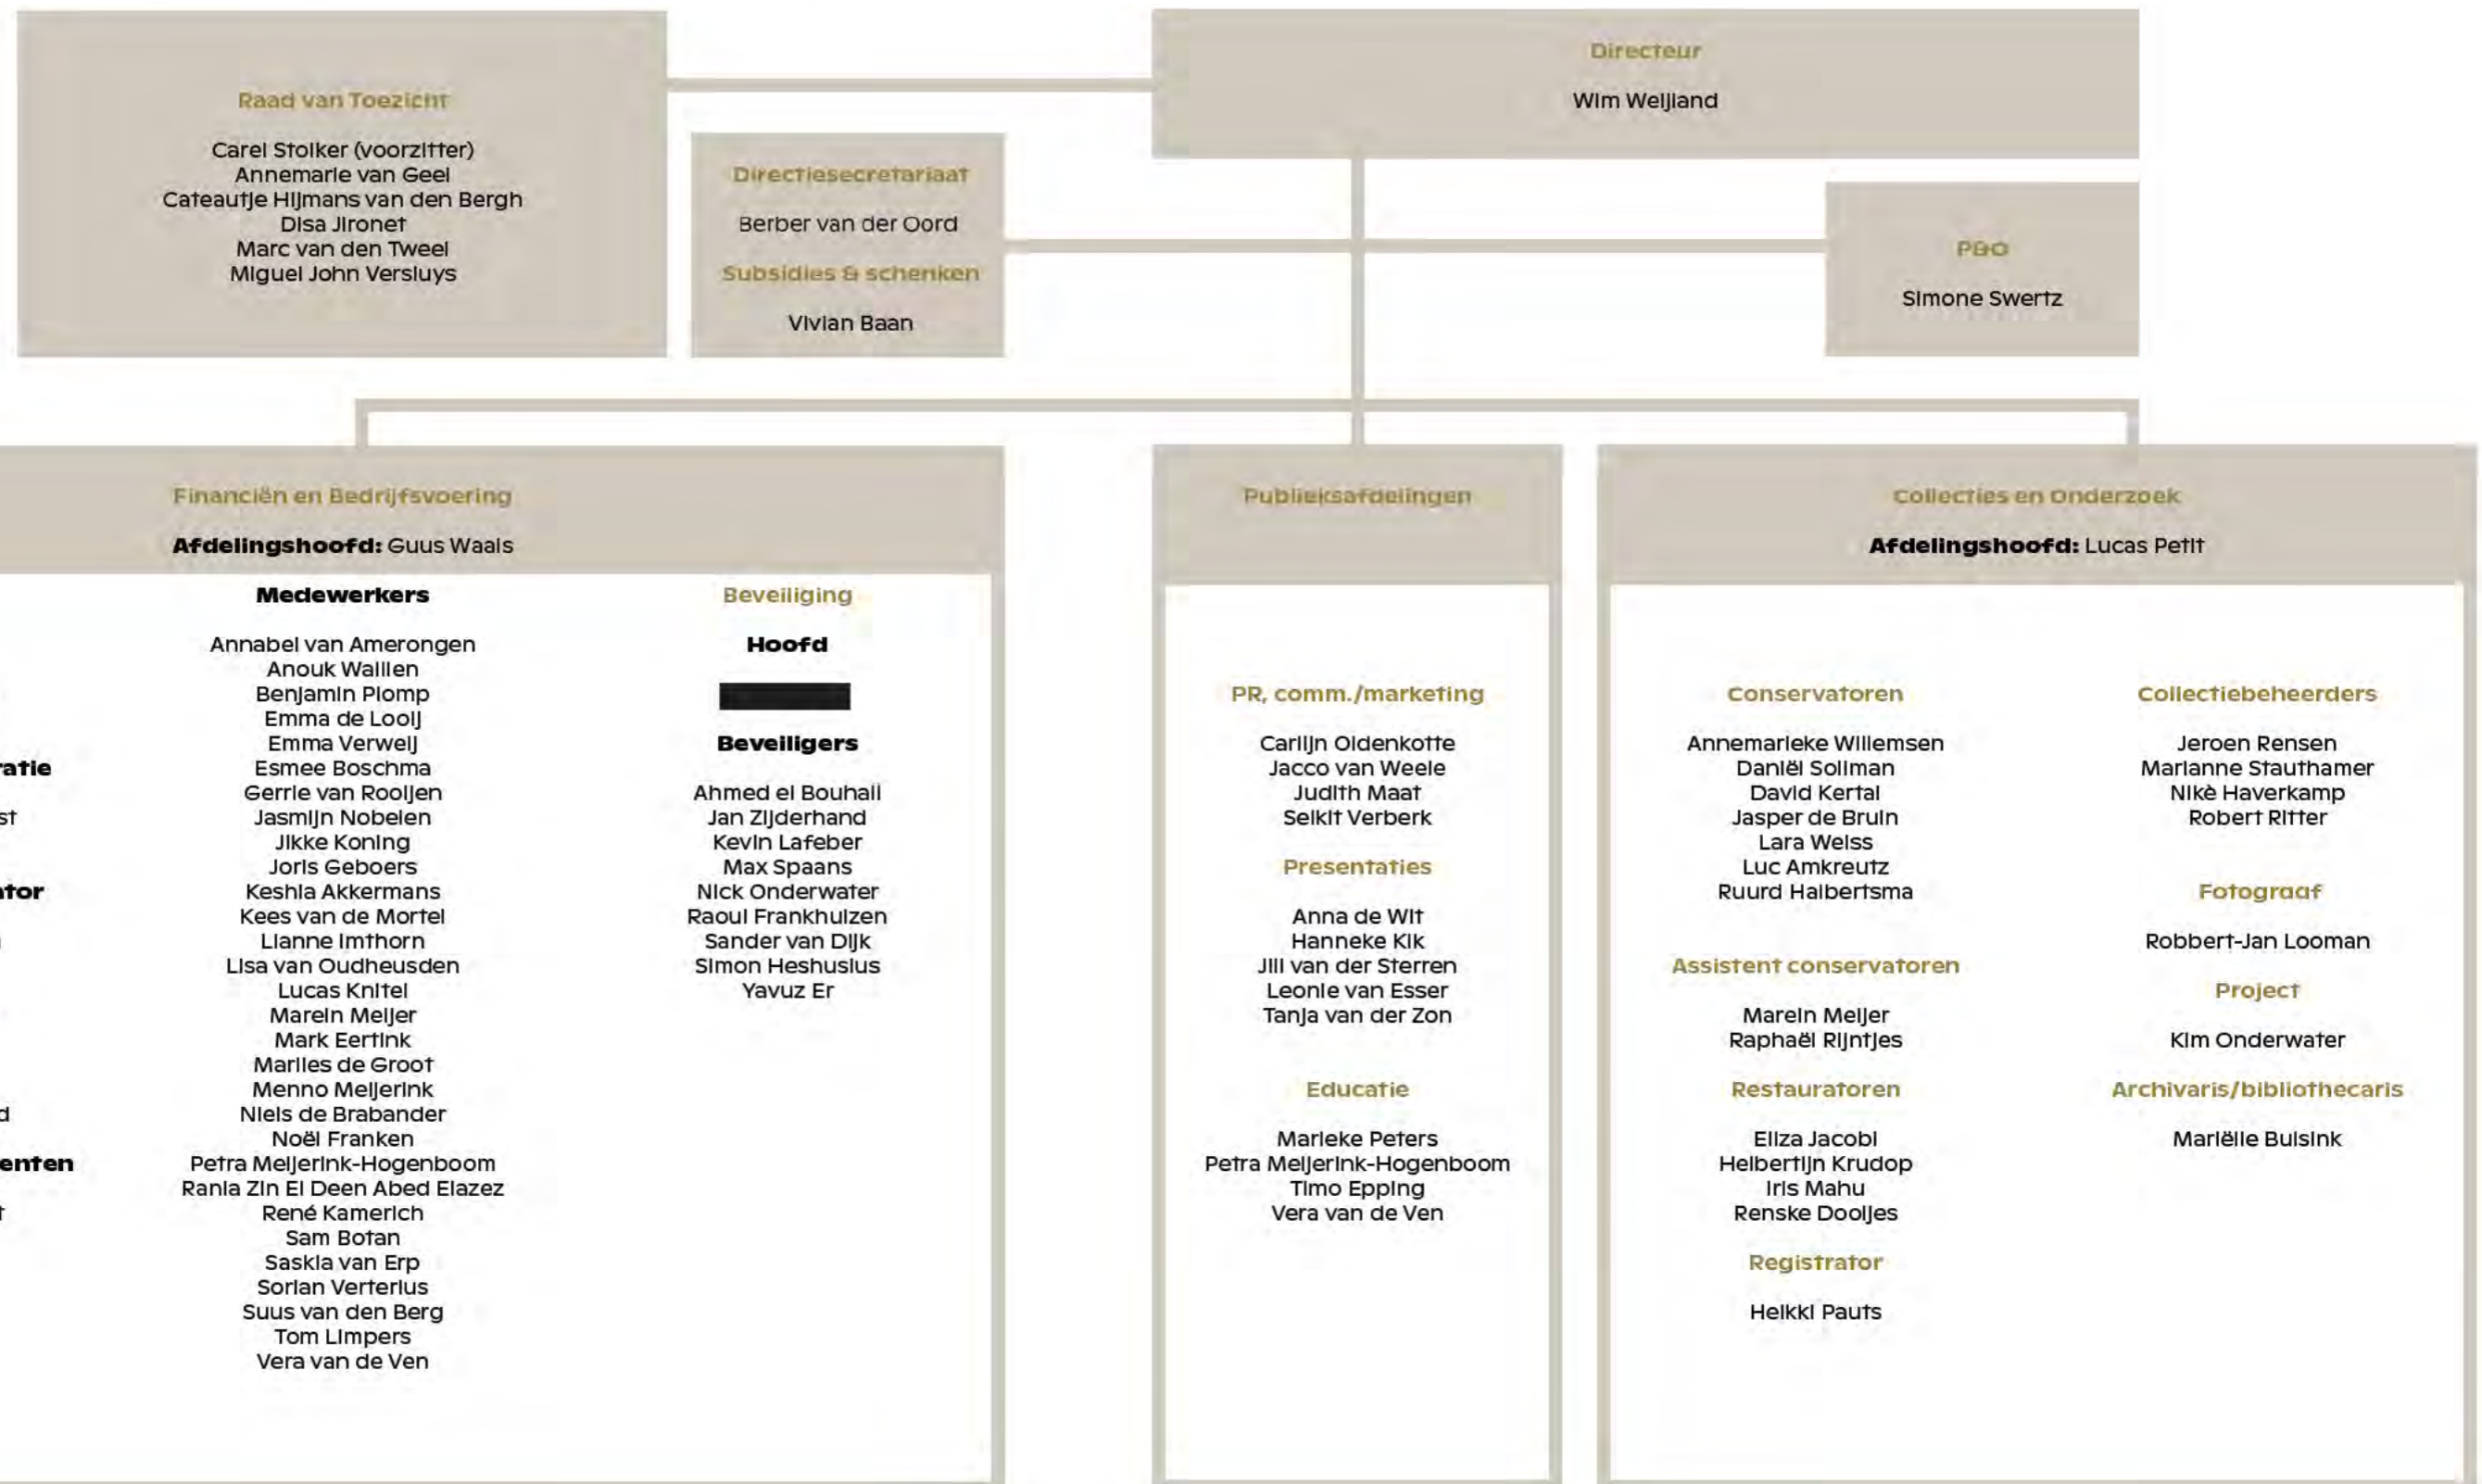 Raad van Toezicht
Carel Stolker (voorzitter)
Annemarie van Geel
Cateautje Hijmans van den Bergh
Disa Jironet
Marc van den Tweel
Miguel John Versluys
Directeur
Wim Weijland
Directiesecretariaat
Berber van der Oord
Subsidies & schenken
Vivian Baan
P&O
Simone Swertz
Financiën en Bedrijfsvoering
Afdelingshoofd: Guus Waals
ratie
st
ator
d
enten
t
Medewerkers
Annabel van Amerongen
Anouk Wallien
Benjamin Plomp
Emma de Looij
Emma Verweij
Esmee Boschma
Gerrie van Rooijen
Jasmijn Nobelen
Jikke Koning
Joris Geboers
Keshia Akkermans
Kees van de Mortel
Lianne Imthorn
Lisa van Oudheusden
Lucas Knitel
Marein Meijer
Mark Eertink
Marlies de Groot
Menno Meijerink
Niels de Brabander
Noël Franken
Petra Meijerink-Hogenboom
Rania Zin El Deen Abed Elazez
René Kamerich
Sam Botan
Saskia van Erp
Sorian Verterius
Suus van den Berg
Tom Limpers
Vera van de Ven
Beveiliging
Hoofd
Beveiligers
Ahmed el Bouhali
Jan Zijderhand
Kevin Lafeber
Max Spaans
Nick Onderwater
Raoul Frankhuizen
Sander van Dijk
Simon Heshusius
Yavuz Er
Publieksafdelingen
PR, comm./marketing
Carlijn Oldenkotte
Jacco van Weele
Judith Maat
Selkit Verberk
Presentaties
Anna de Wit
Hanneke Kik
Jill van der Sterren
Leonie van Esser
Tanja van der Zon
Educatie
Marieke Peters
Petra Meijerink-Hogenboom
Timo Epping
Vera van de Ven
Collecties en Onderzoek
Afdelingshoofd: Lucas Petit
Conservatoren
Annemarieke Willemsen
Daniël Soliman
David Kertai
Jasper de Bruin
Lara Weiss
Luc Amkreutz
Ruurd Halbertsma
Assistent conservatoren
Marein Meijer
Raphaël Rijntjes
Restauratoren
Eliza Jacobi
Helbertijn Krudop
Iris Mahu
Renske Dooijes
Registrator
Heikki Pauts
Collectiebeheerders
Jeroen Rensen
Marianne Stauthamer
Nikè Haverkamp
Robert Ritter
Fotograaf
Robbert-Jan Looman
Project
Kim Onderwater
Archivaris/bibliothecaris
Mariëlle Bulsink